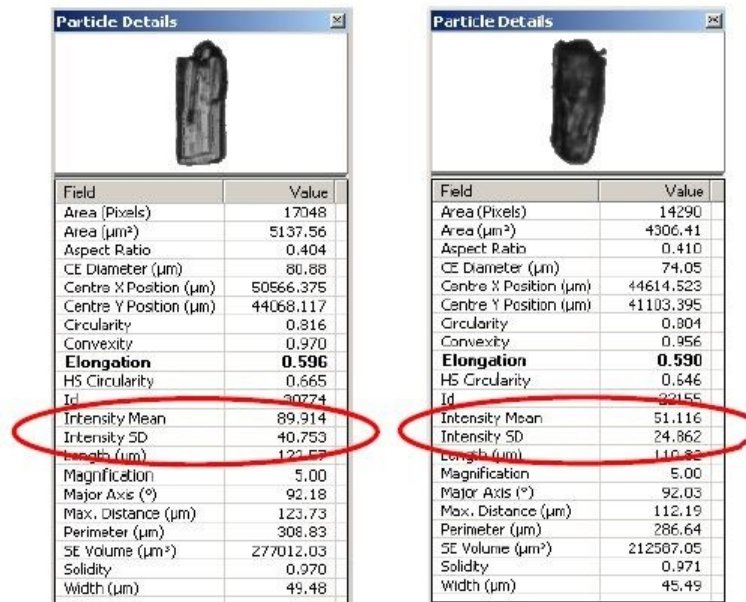 Particle Details
Field Value
Area (Pixels) 17048
Area (µm²) 5137.56
Aspect Ratio 0.404
CE Diameter (µm) 80.88
Centre X Position (µm) 50566.375
Centre Y Position (µm) 44068.117
Circularity 0.816
Convexity 0.970
Elongation 0.596
HS Circularity 0.665
Id 30774
Intensity Mean 89.914
Intensity SD 40.753
Length (µm) 122.57
Magnification 5.00
Major Axis (°) 92.18
Max. Distance (µm) 123.73
Perimeter (µm) 308.83
SE Volume (µm³) 277012.03
Solidity 0.970
Width (µm) 49.48
Particle Details
Field Value
Area (Pixels) 14290
Area (µm²) 4306.41
Aspect Ratio 0.410
CE Diameter (µm) 74.05
Centre X Position (µm) 44614.523
Centre Y Position (µm) 41103.395
Circularity 0.804
Convexity 0.956
Elongation 0.590
HS Circularity 0.646
Id
Intensity Mean 51.116
Intensity SD 24.862
Length (µm)
Magnification 5.00
Major Axis (°) 92.03
Max. Distance (µm) 112.19
Perimeter (µm) 286.64
SE Volume (µm³) 212587.05
Solidity 0.971
Width (µm) 45.49